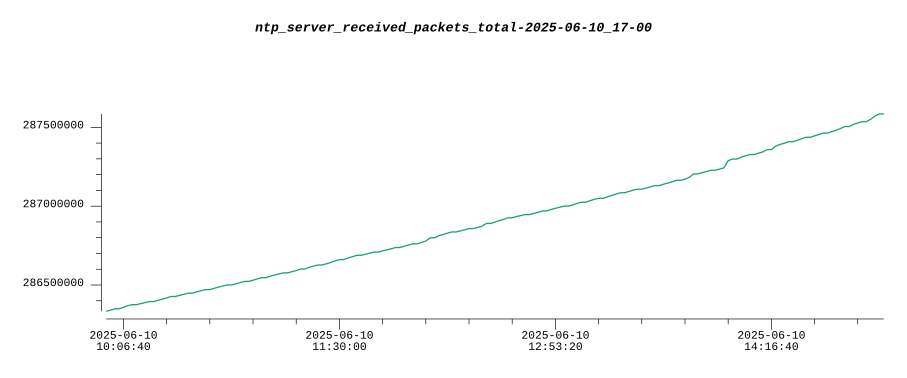 ntp_server_received_packets_total-2025-06-10_17-00
287500000
287000000
286500000
2025-06-10 2025-06-10 2025-06-10 2025-06-10
10:06:40 11:30:00 12:53:20 14:16:40